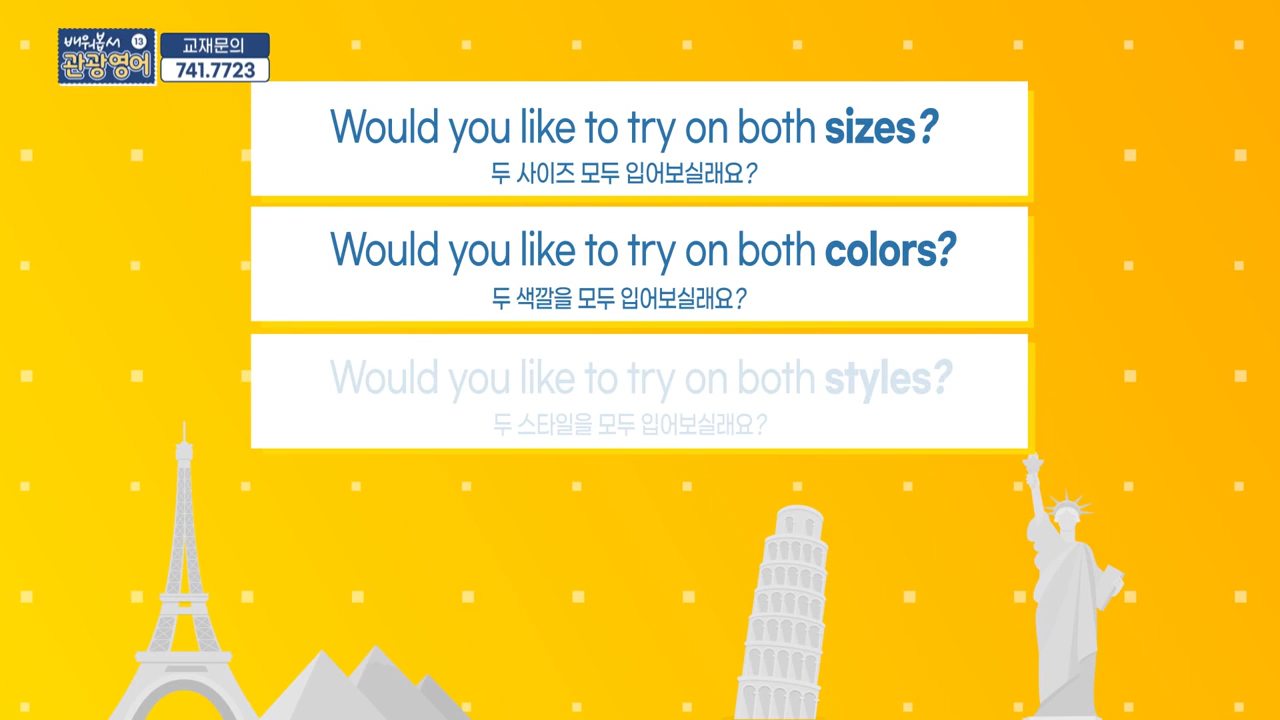 배워봅서 13
관광영어
교재문의
741.7723
Would you like to try on both sizes?
두 사이즈 모두 입어보실래요?
Would you like to try on both colors?
두 색깔을 모두 입어보실래요?
Would you like to try on both styles?
두 스타일을 모두 입어보실래요?